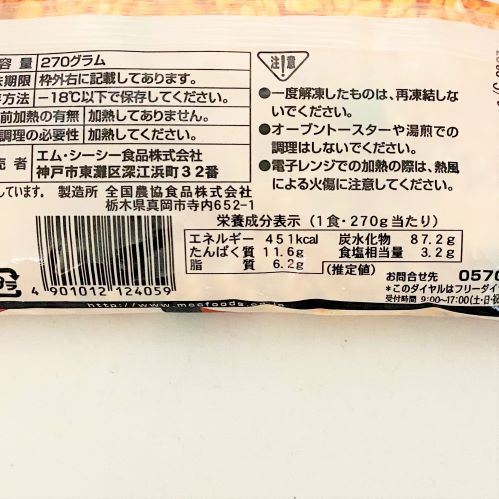 容量 270グラム
期限 枠外右に記載してあります。
方法 −18℃以下で保存してください。
前加熱の有無 加熱してありません。
調理の必要性 加熱してください。
売者 エム・シーシー食品株式会社
神戸市東灘区深江浜町32番
しています。 製造所 全国農協食品株式会社
栃木県真岡市寺内652-1
注意
●一度解凍したものは、再凍結しな
いでください。
●オーブントースターや湯煎での
調理はしないでください。
●電子レンジでの加熱の際は、熱風
による火傷に注意してください。
栄養成分表示(1食・270g当たり)
エネルギー 451kcal 炭水化物 87.2g
たんぱく質 11.6g 食塩相当量 3.2g
脂質 6.2g (推定値)
お問合せ先 0570
*このダイヤルはフリーダイヤ
受付時間 9:00〜17:00(土・日・祝
4 901012 124059